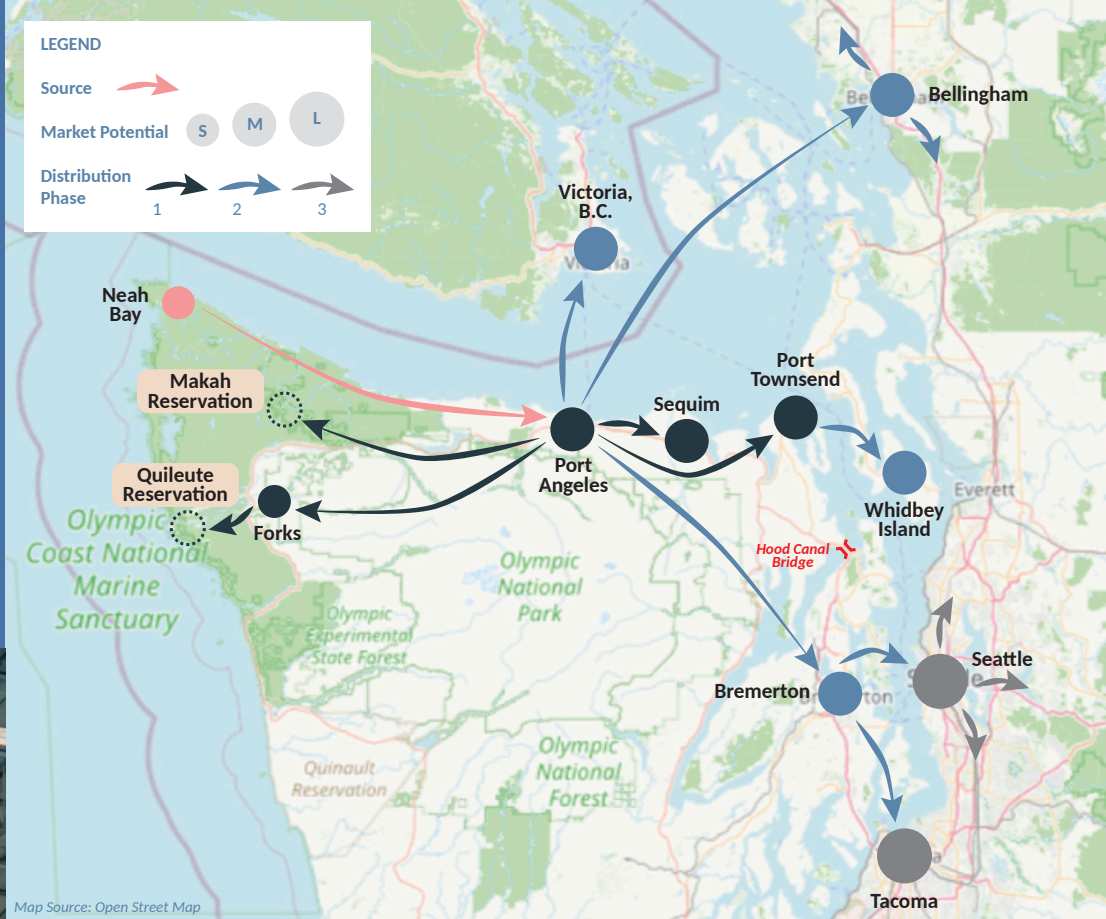 LEGEND
Source
Market Potential
S
M
L
Distribution
Phase
1
2
3
Bellingham
Victoria,
B.C.
Neah
Bay
Makah
Reservation
Port
Townsend
Sequim
Port
Angeles
Quileute
Reservation
Forks
Whidbey
Island
Everett
Hood Canal
Bridge
Olympic
Coast National
Marine
Sanctuary
Olympic
National
Park
Olympic
Experimental
State Forest
Seattle
Bremerton
Quinault
Reservation
Olympic
National
Forest
Tacoma
Map Source: Open Street Map